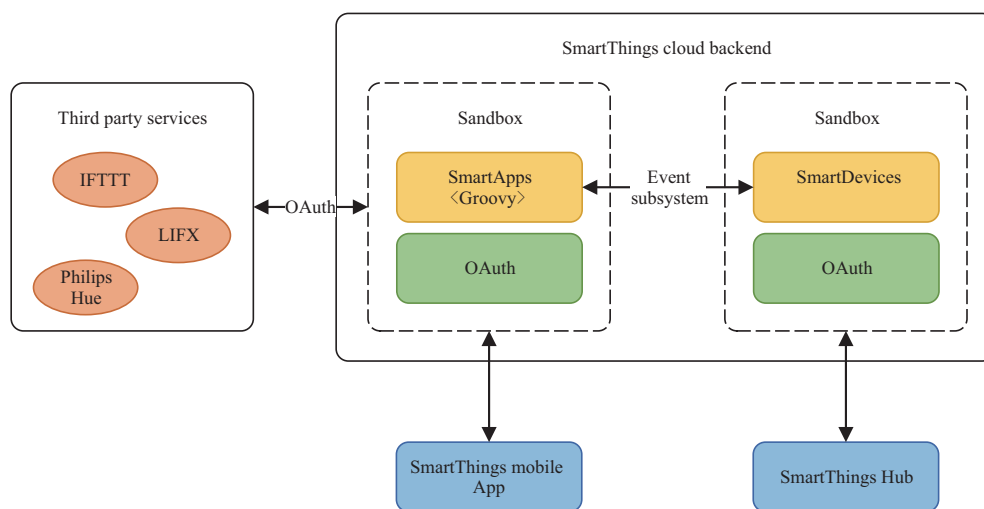 SmartThings cloud backend
Third party services
IFTTT
LIFX
Philips
Hue
OAuth
Sandbox
SmartApps
〈Groovy〉
OAuth
Event
subsystem
Sandbox
SmartDevices
OAuth
SmartThings mobile
App
SmartThings Hub